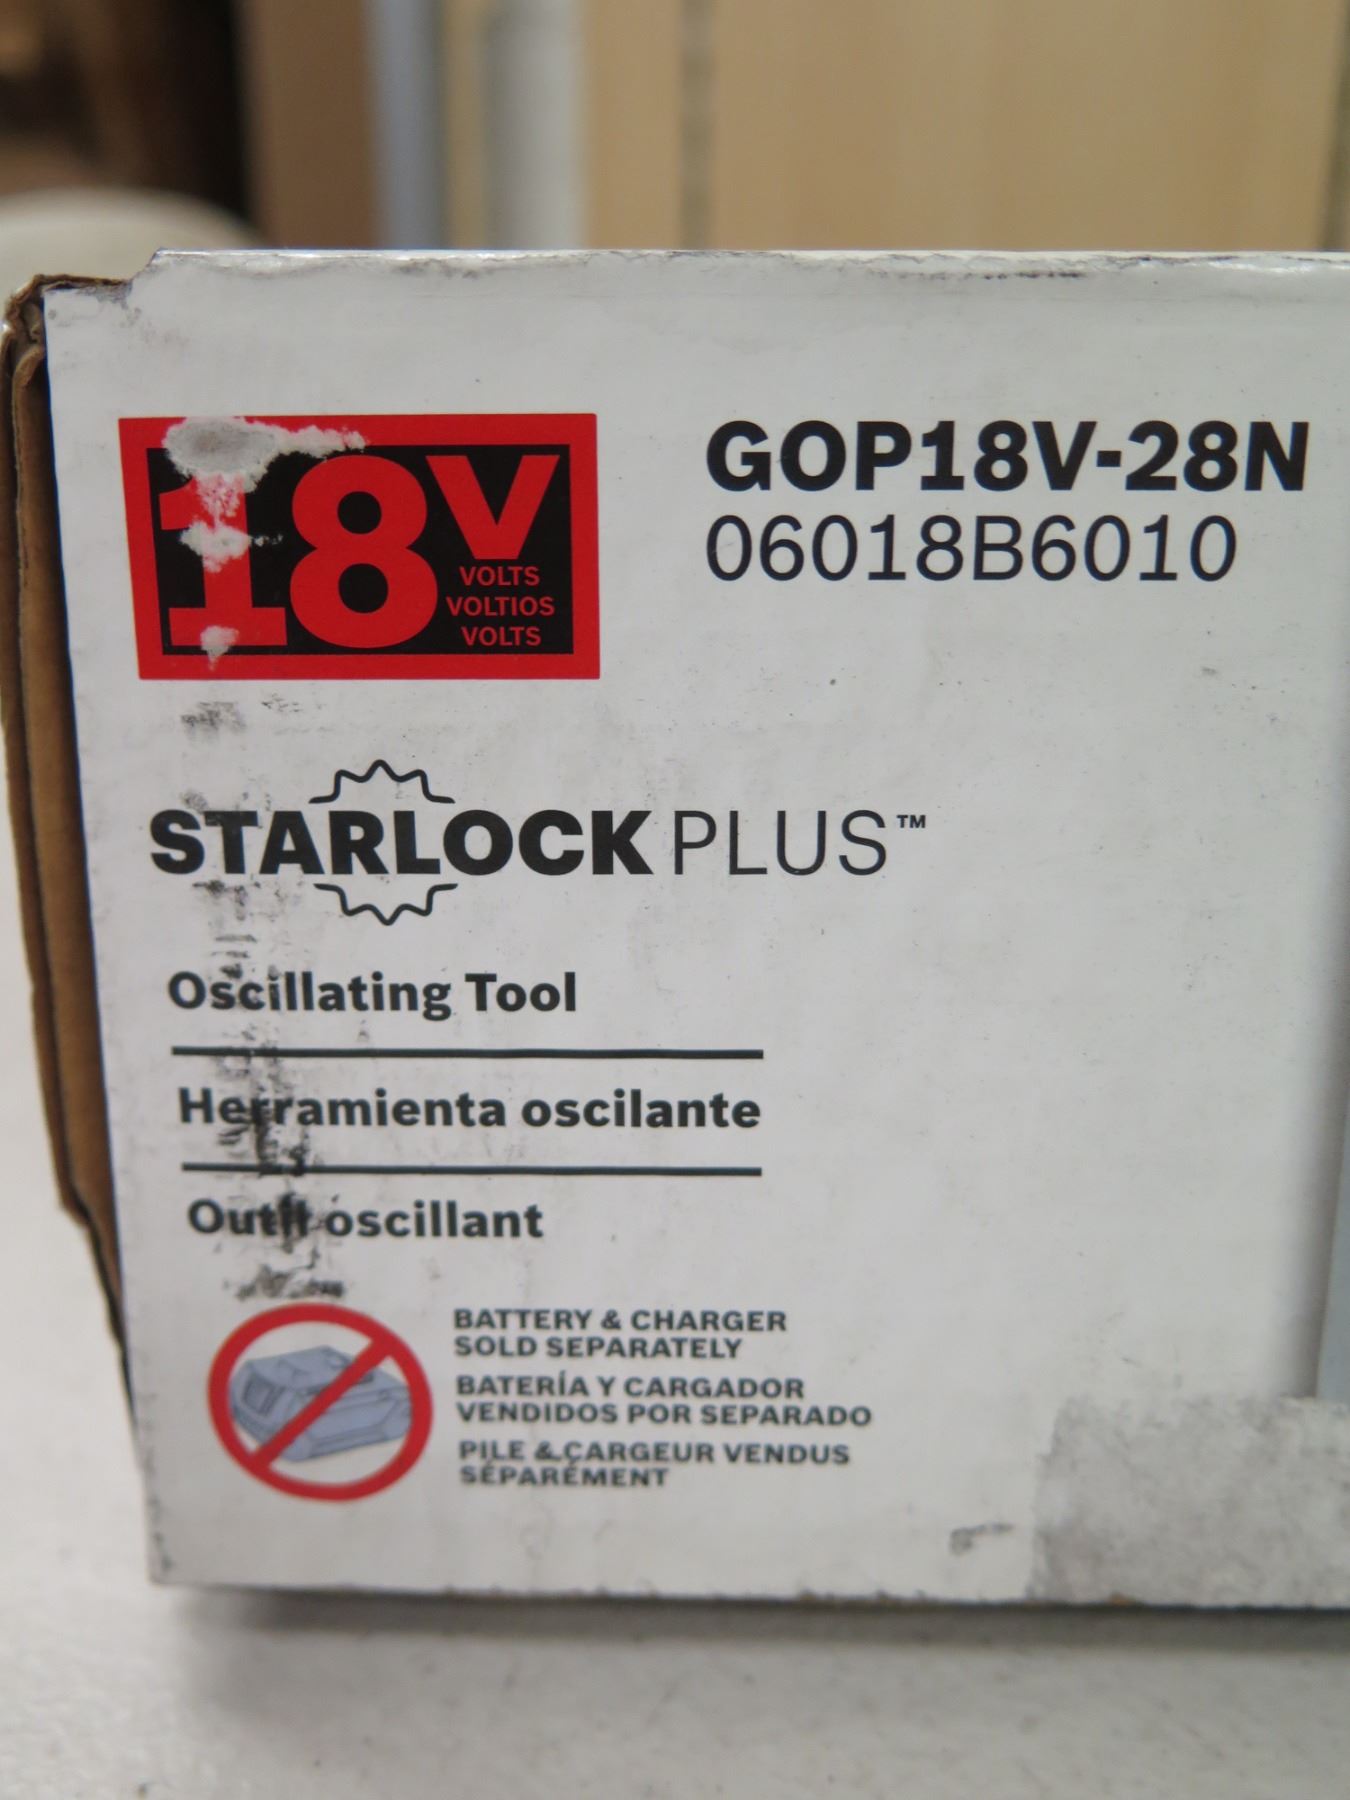 18V
VOLTS
VOLTIOS
VOLTS
GOP18V-28N
06018B6010
STARLOCK PLUS™
Oscillating Tool
Herramienta oscilante
Outil oscillant
BATTERY & CHARGER
SOLD SEPARATELY
BATERÍA Y CARGADOR
VENDIDOS POR SEPARADO
PILE & CARGEUR VENDUS
SÉPARÉMENT